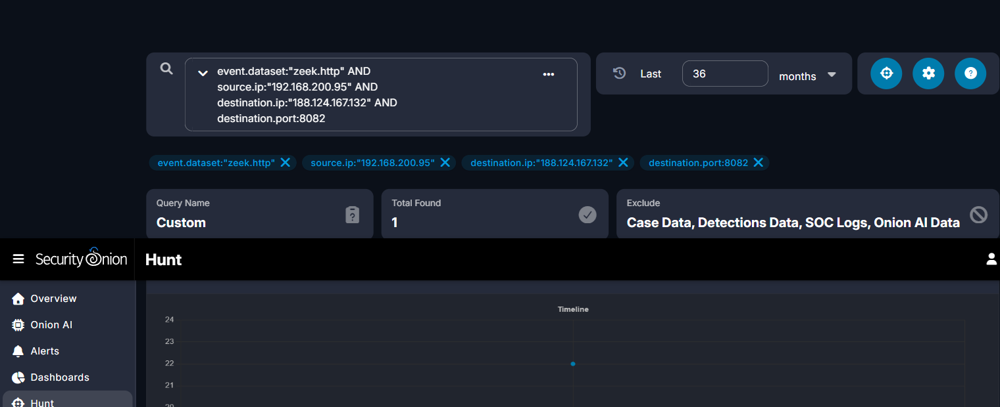 event.dataset:"zeek.http" AND
source.ip:"192.168.200.95" AND
destination.ip:"188.124.167.132" AND
destination.port:8082
Last 36 months
event.dataset:"zeek.http"
source.ip:"192.168.200.95"
destination.ip:"188.124.167.132"
destination.port:8082
Query Name
Custom
Total Found
1
Exclude
Case Data, Detections Data, SOC Logs, Onion AI Data
Security Onion
Hunt
Overview
Onion AI
Alerts
Dashboards
Hunt
Timeline
24
23
22
21
20